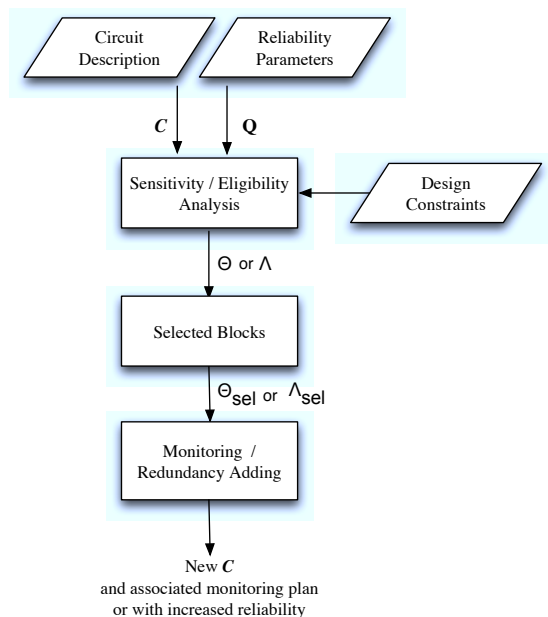 Circuit
Description
Reliability
Parameters
C
Q
Sensitivity / Eligibility
Analysis
Design
Constraints
Θ or Λ
Selected Blocks
Θsel or Λsel
Monitoring /
Redundancy Adding
New C
and associated monitoring plan
or with increased reliability